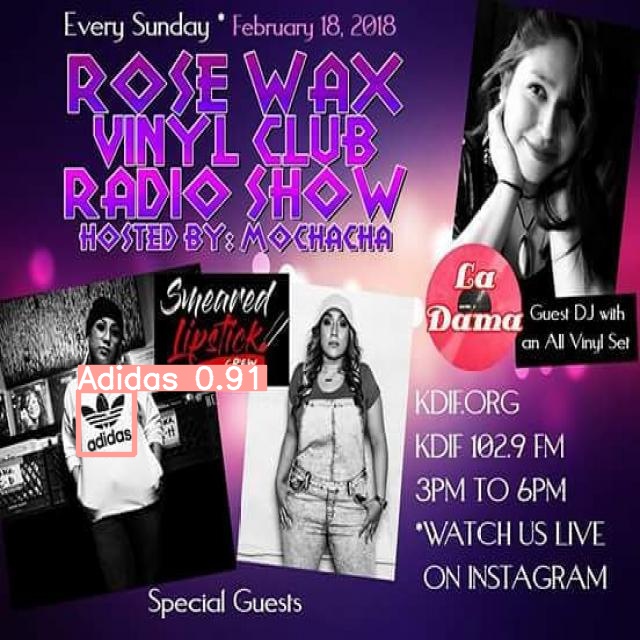 Every Sunday * February 18, 2018
ROSE WAX
VINYL CLUB
RADIO SHOW
HOSTED BY: MOCHACHA
La
Dama
Guest DJ with
an All Vinyl Set
Smeared
Lipstick
CREW
Adidas 0.91
adidas
KDIF.ORG
KDIF 102.9 FM
3PM TO 6PM
*WATCH US LIVE
ON INSTAGRAM
Special Guests